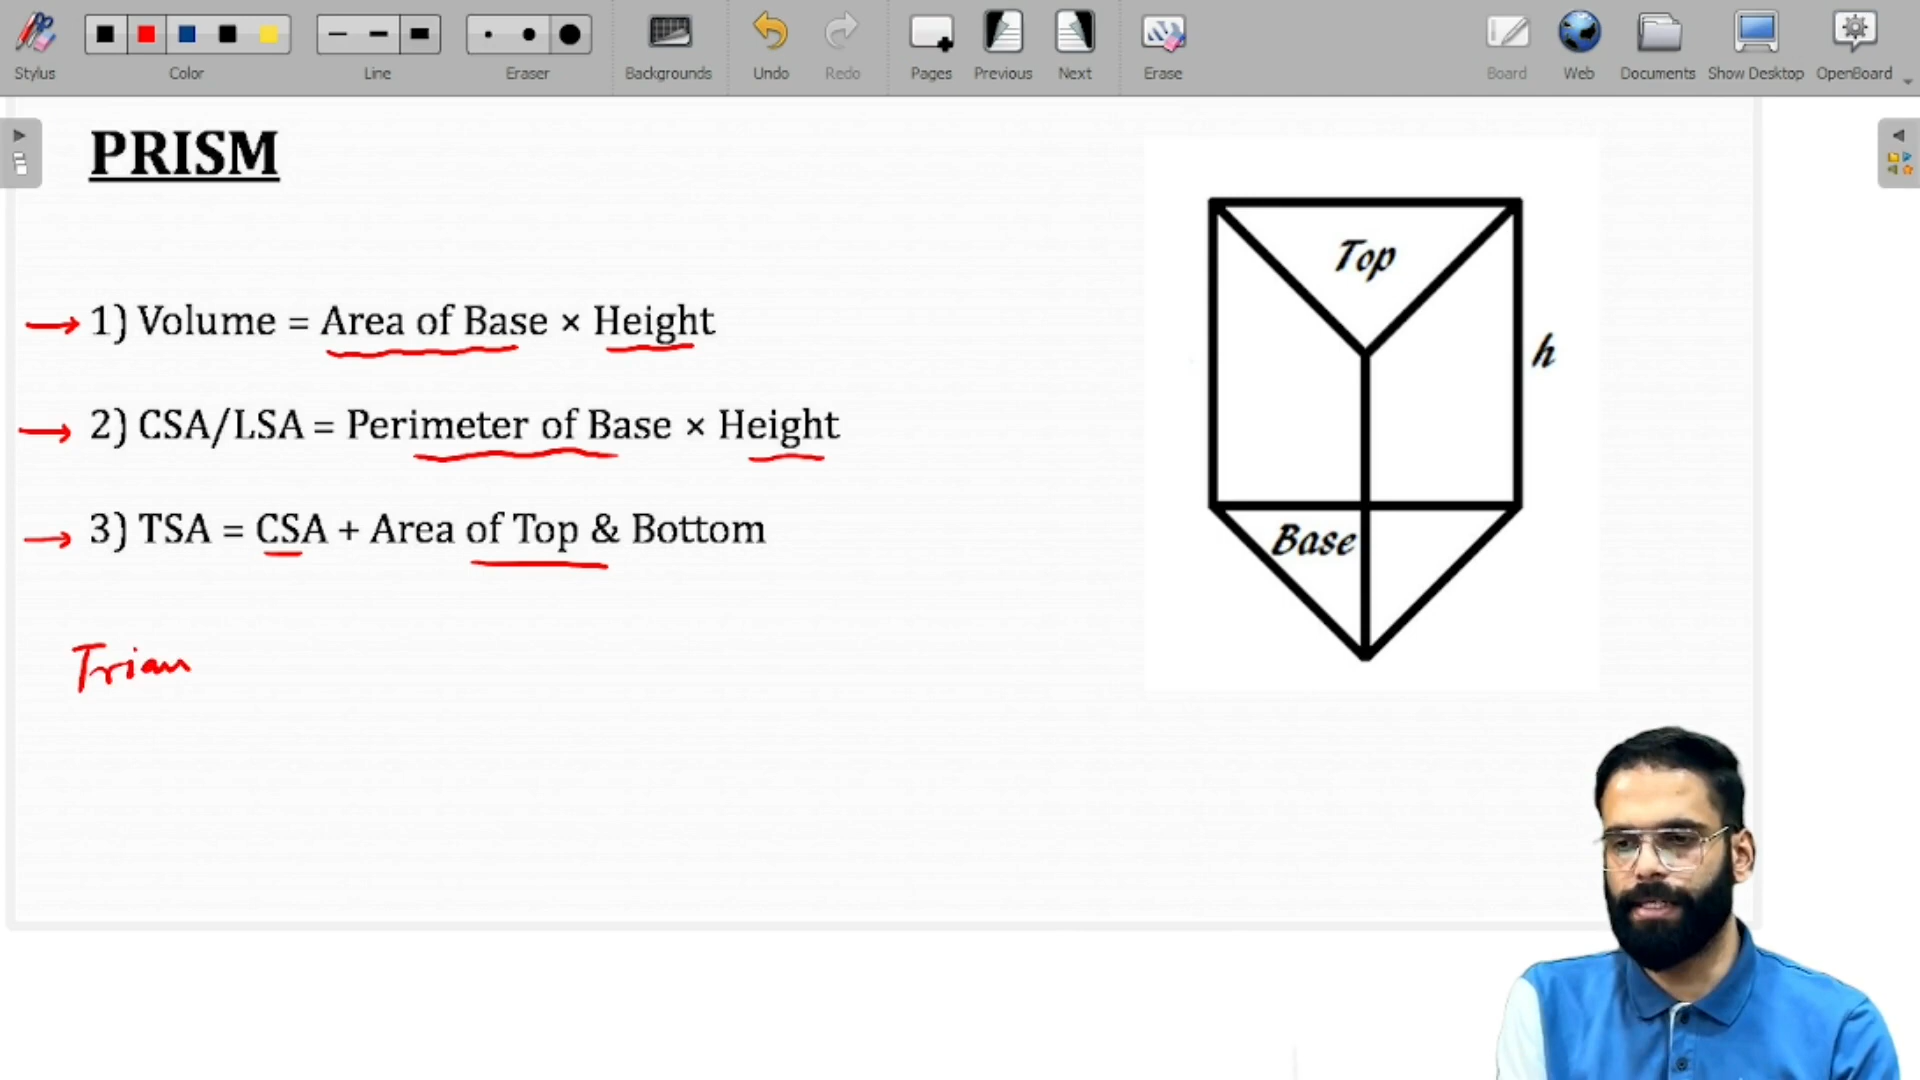 Stylus
Color
Line
Eraser
Backgrounds
Undo
Redo
Pages
Previous
Next
Erase
Board
Web
Documents
Show Desktop
OpenBoard
PRISM
1) Volume = Area of Base × Height
2) CSA/LSA = Perimeter of Base × Height
3) TSA = CSA + Area of Top & Bottom
Trian
Top
h
Base